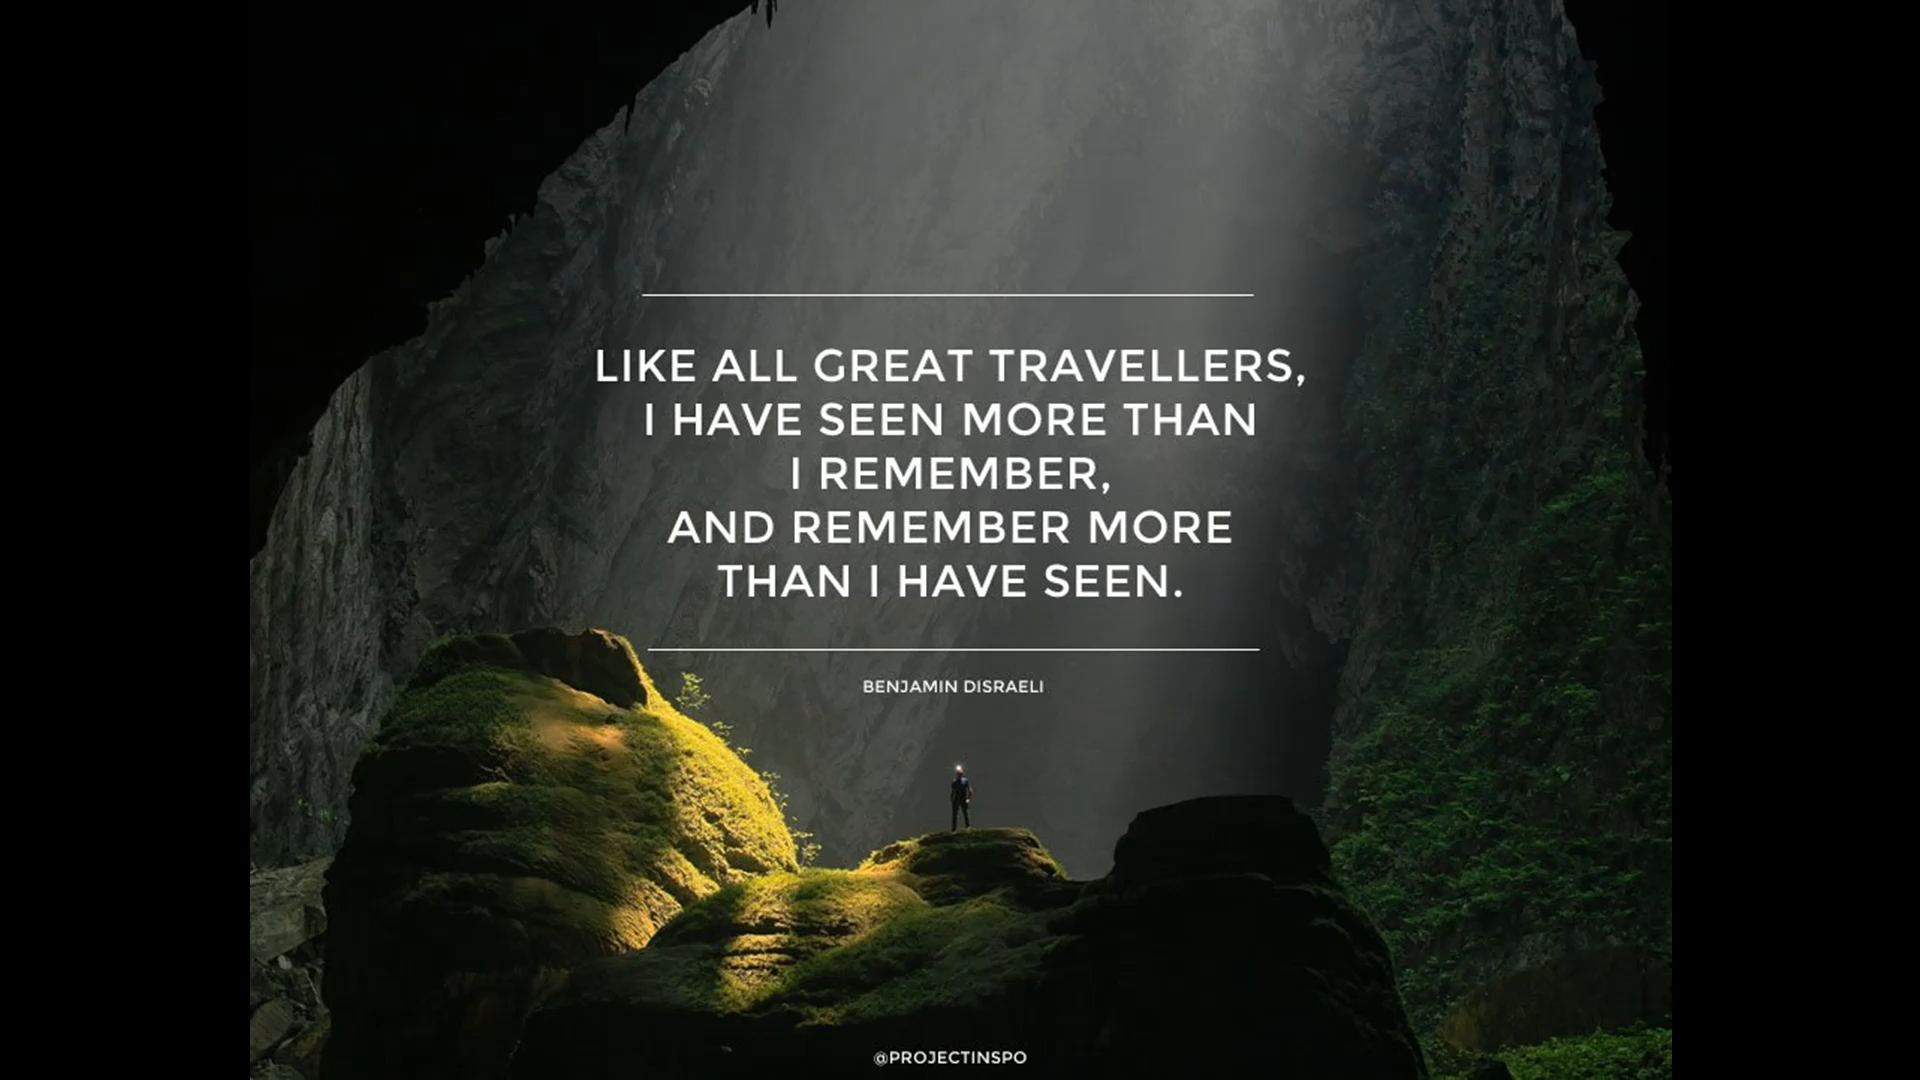 LIKE ALL GREAT TRAVELLERS,
I HAVE SEEN MORE THAN
I REMEMBER,
AND REMEMBER MORE
THAN I HAVE SEEN.
BENJAMIN DISRAELI
@PROJECTINSPO